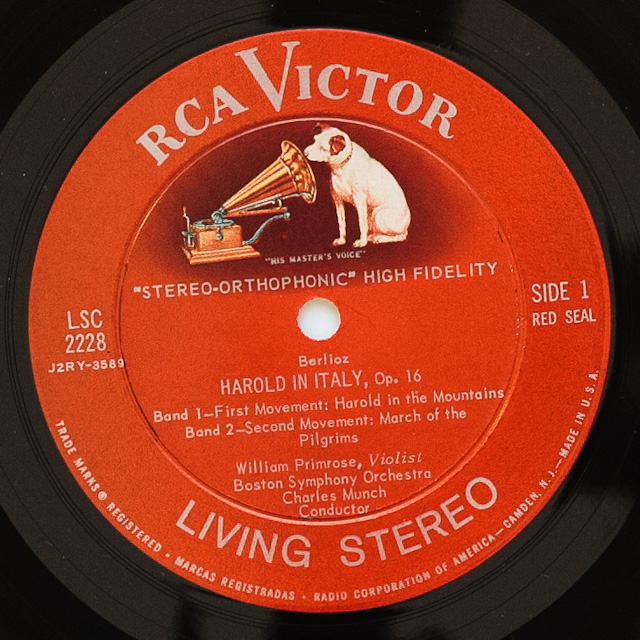 RCA VICTOR
"HIS MASTER'S VOICE"
"STEREO-ORTHOPHONIC" HIGH FIDELITY
LSC
2228
J2RY-3589
SIDE 1
RED SEAL
Berlioz
HAROLD IN ITALY, Op. 16
Band 1—First Movement: Harold in the Mountains
Band 2—Second Movement: March of the
Pilgrims
William Primrose, Violist
Boston Symphony Orchestra
Charles Munch
Conductor
LIVING STEREO
TRADE MARKS ® REGISTERED • MARCAS REGISTRADAS • RADIO CORPORATION OF AMERICA—CAMDEN, N. J.—MADE IN U. S. A.